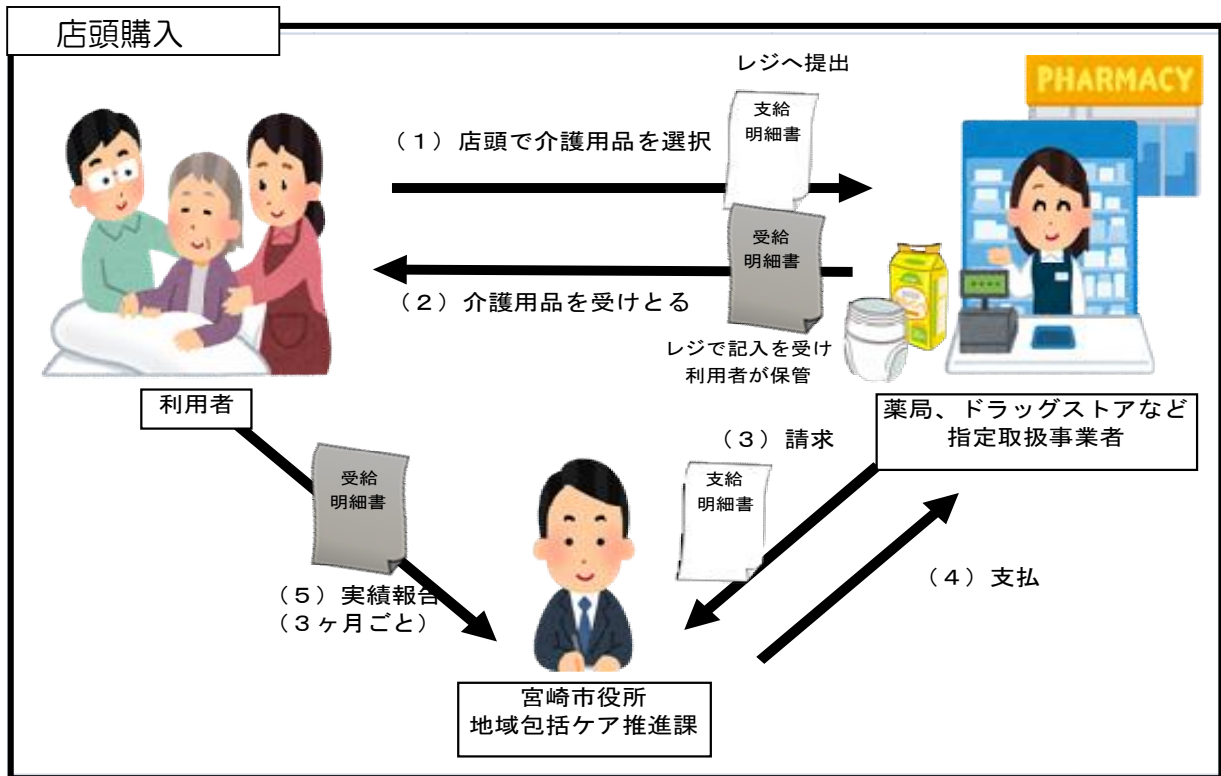 店頭購入
レジへ提出
PHARMACY
支給
明細書
（１）店頭で介護用品を選択
受給
明細書
（２）介護用品を受けとる
レジで記入を受け
利用者が保管
利用者
薬局、ドラッグストアなど
指定取扱事業者
（３）請求
受給
明細書
支給
明細書
（４）支払
（５）実績報告
（３ヶ月ごと）
宮崎市役所
地域包括ケア推進課